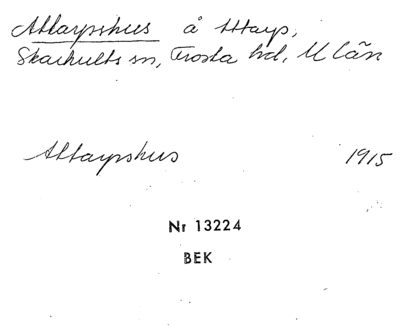 Attarpshus å Attarp,
Skarhults sn, Frosta hd, M län
Attarpshus 1915
Nr 13224
BEK